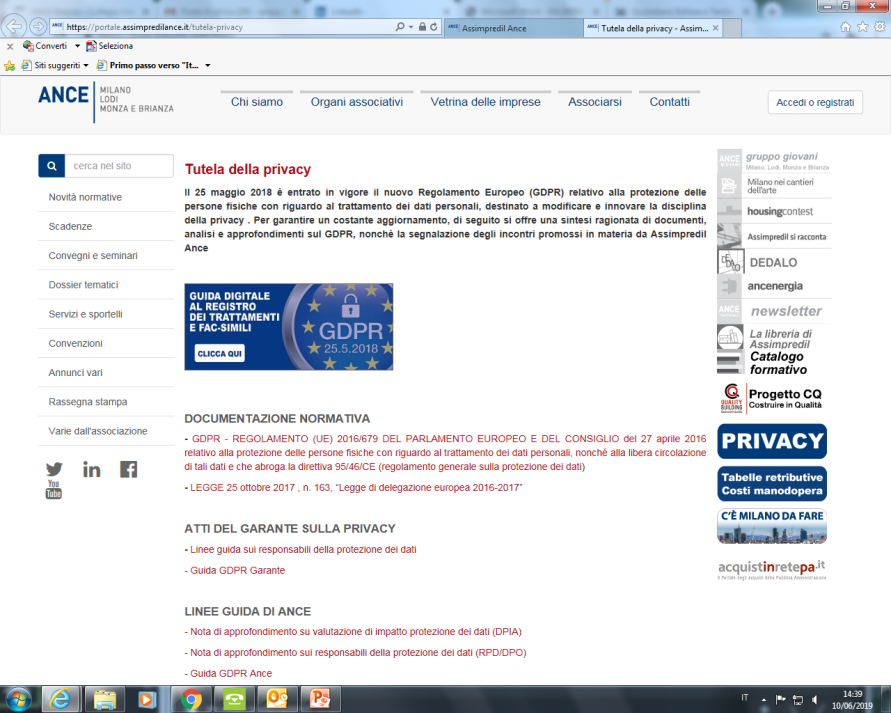 https://portale.assimpredilance.it/tutela-privacy
Assimpredil Ance
Tutela della privacy - Assim...
Converti
Seleziona
Siti suggeriti
Primo passo verso "It...
ANCE
MILANO
LODI
MONZA E BRIANZA
Chi siamo
Organi associativi
Vetrina delle imprese
Associarsi
Contatti
Accedi o registrati
cerca nel sito
Novità normative
Scadenze
Convegni e seminari
Dossier tematici
Servizi e sportelli
Convenzioni
Annunci vari
Rassegna stampa
Varie dall'associazione
in
You
Tube
Tutela della privacy
Il 25 maggio 2018 è entrato in vigore il nuovo Regolamento Europeo (GDPR) relativo alla protezione delle
persone fisiche con riguardo al trattamento dei dati personali, destinato a modificare e innovare la disciplina
della privacy . Per garantire un costante aggiornamento, di seguito si offre una sintesi ragionata di documenti,
analisi e approfondimenti sul GDPR, nonchè la segnalazione degli incontri promossi in materia da Assimpredil
Ance
GUIDA DIGITALE
AL REGISTRO
DEI TRATTAMENTI
E FAC-SIMILI
CLICCA QUI
GDPR
25.5.2018
DOCUMENTAZIONE NORMATIVA
- GDPR - REGOLAMENTO (UE) 2016/679 DEL PARLAMENTO EUROPEO E DEL CONSIGLIO del 27 aprile 2016
relativo alla protezione delle persone fisiche con riguardo al trattamento dei dati personali, nonché alla libera circolazione
di tali dati e che abroga la direttiva 95/46/CE (regolamento generale sulla protezione dei dati)
- LEGGE 25 ottobre 2017 , n. 163, “Legge di delegazione europea 2016-2017”
ATTI DEL GARANTE SULLA PRIVACY
- Linee guida sui responsabili della protezione dei dati
- Guida GDPR Garante
LINEE GUIDA DI ANCE
- Nota di approfondimento su valutazione di impatto protezione dei dati (DPIA)
- Nota di approfondimento sui responsabili della protezione dei dati (RPD/DPO)
- Guida GDPR Ance
ANCE
gruppo giovani
Milano, Lodi, Monza e Brianza
Milano nei cantieri
dell'arte
housingcontest
Assimpredil si racconta
DEDALO
ancenergia
ANCE
newsletter
La libreria di
Assimpredil
Catalogo
formativo
QUALITY
BUILDING
Progetto CQ
Costruire in Qualità
PRIVACY
Tabelle retributive
Costi manodopera
C'È MILANO DA FARE
acquistinretepa.it
Il Portale degli acquisti della Pubblica Amministrazione
IT
14:39
10/06/2019